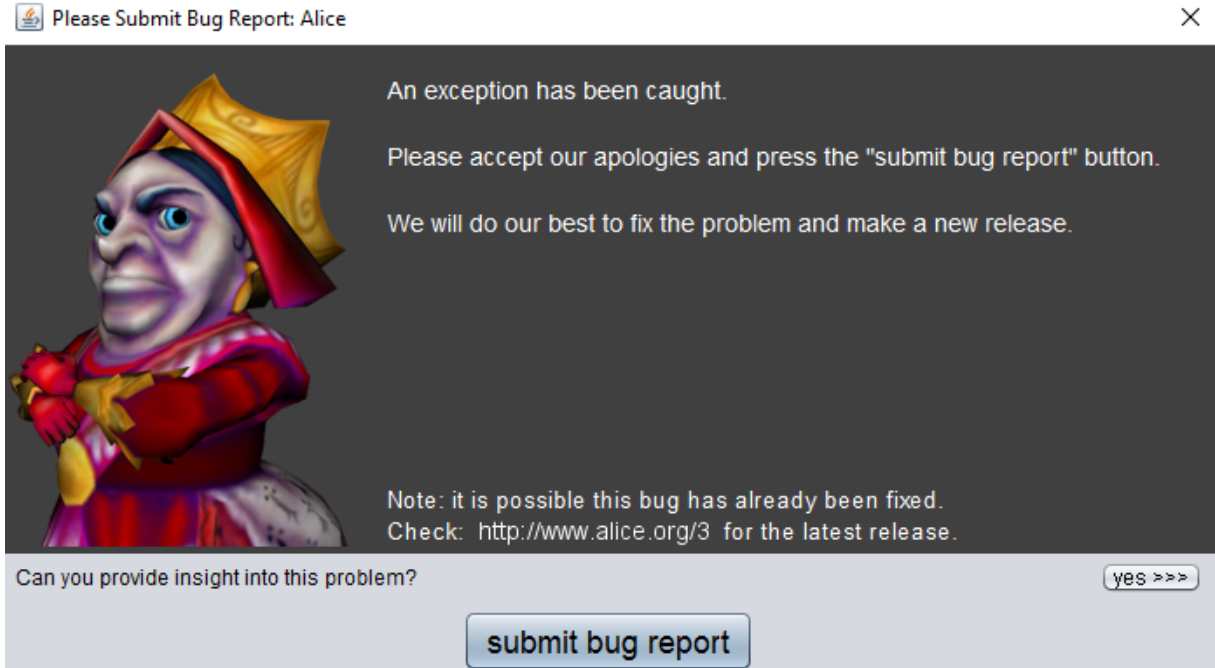 Please Submit Bug Report: Alice
An exception has been caught.
Please accept our apologies and press the "submit bug report" button.
We will do our best to fix the problem and make a new release.
Note: it is possible this bug has already been fixed.
Check: http://www.alice.org/3 for the latest release.
Can you provide insight into this problem?
yes >>>
submit bug report